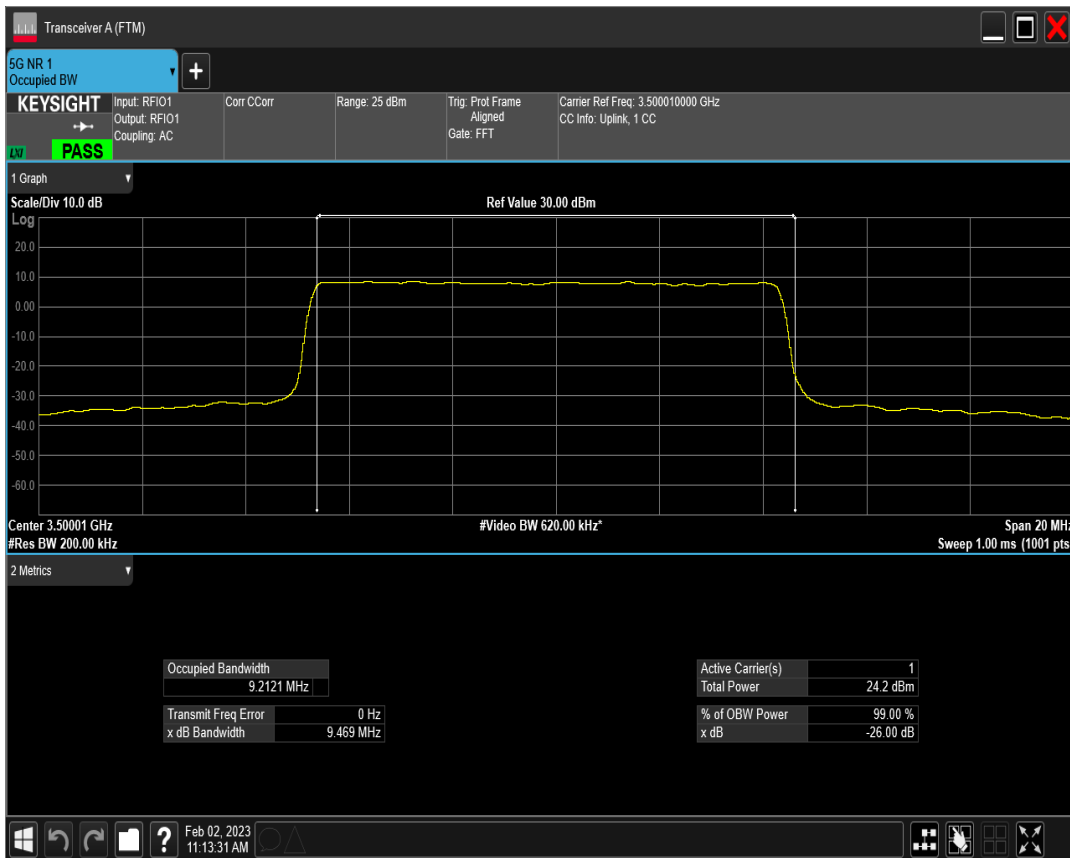 Transceiver A (FTM)
5G NR 1
Occupied BW
+
KEYSIGHT
LXI
PASS
Input: RFIO1
Output: RFIO1
Coupling: AC
Corr CCorr
Range: 25 dBm
Trig: Prot Frame
Aligned
Gate: FFT
Carrier Ref Freq: 3.500010000 GHz
CC Info: Uplink, 1 CC
1 Graph
Scale/Div 10.0 dB
Ref Value 30.00 dBm
Log
20.0
10.0
0.00
-10.0
-20.0
-30.0
-40.0
-50.0
-60.0
Center 3.50001 GHz
#Video BW 620.00 kHz*
Span 20 MHz
#Res BW 200.00 kHz
Sweep 1.00 ms (1001 pts
2 Metrics
Occupied Bandwidth
9.2121 MHz
Transmit Freq Error 0 Hz
x dB Bandwidth 9.469 MHz
Active Carrier(s) 1
Total Power 24.2 dBm
% of OBW Power 99.00 %
x dB -26.00 dB
?
Feb 02, 2023
11:13:31 AM